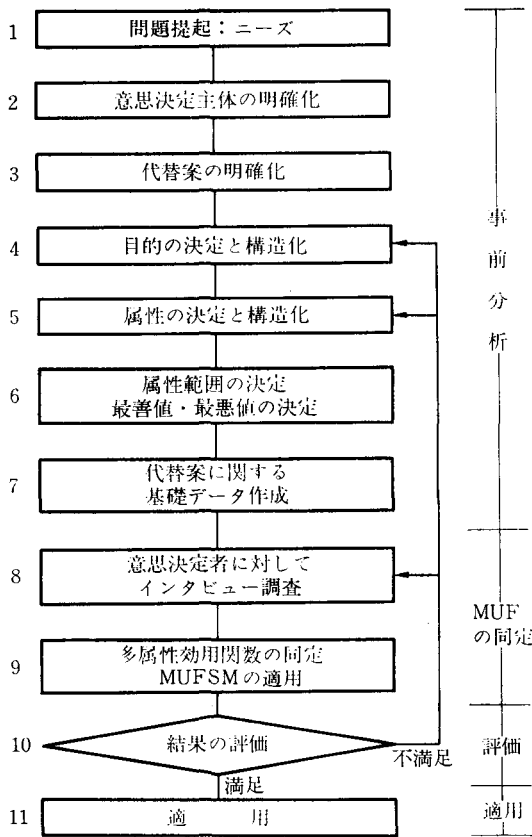 1
問題提起：ニーズ
2
意思決定主体の明確化
3
代替案の明確化
4
目的の決定と構造化
5
属性の決定と構造化
6
属性範囲の決定
最善値・最悪値の決定
7
代替案に関する
基礎データ作成
8
意思決定者に対して
インタビュー調査
9
多属性効用関数の同定
MUFSMの適用
10
結果の評価
不満足
満足
11
適用
事前分析
MUF
の同定
評価
適用